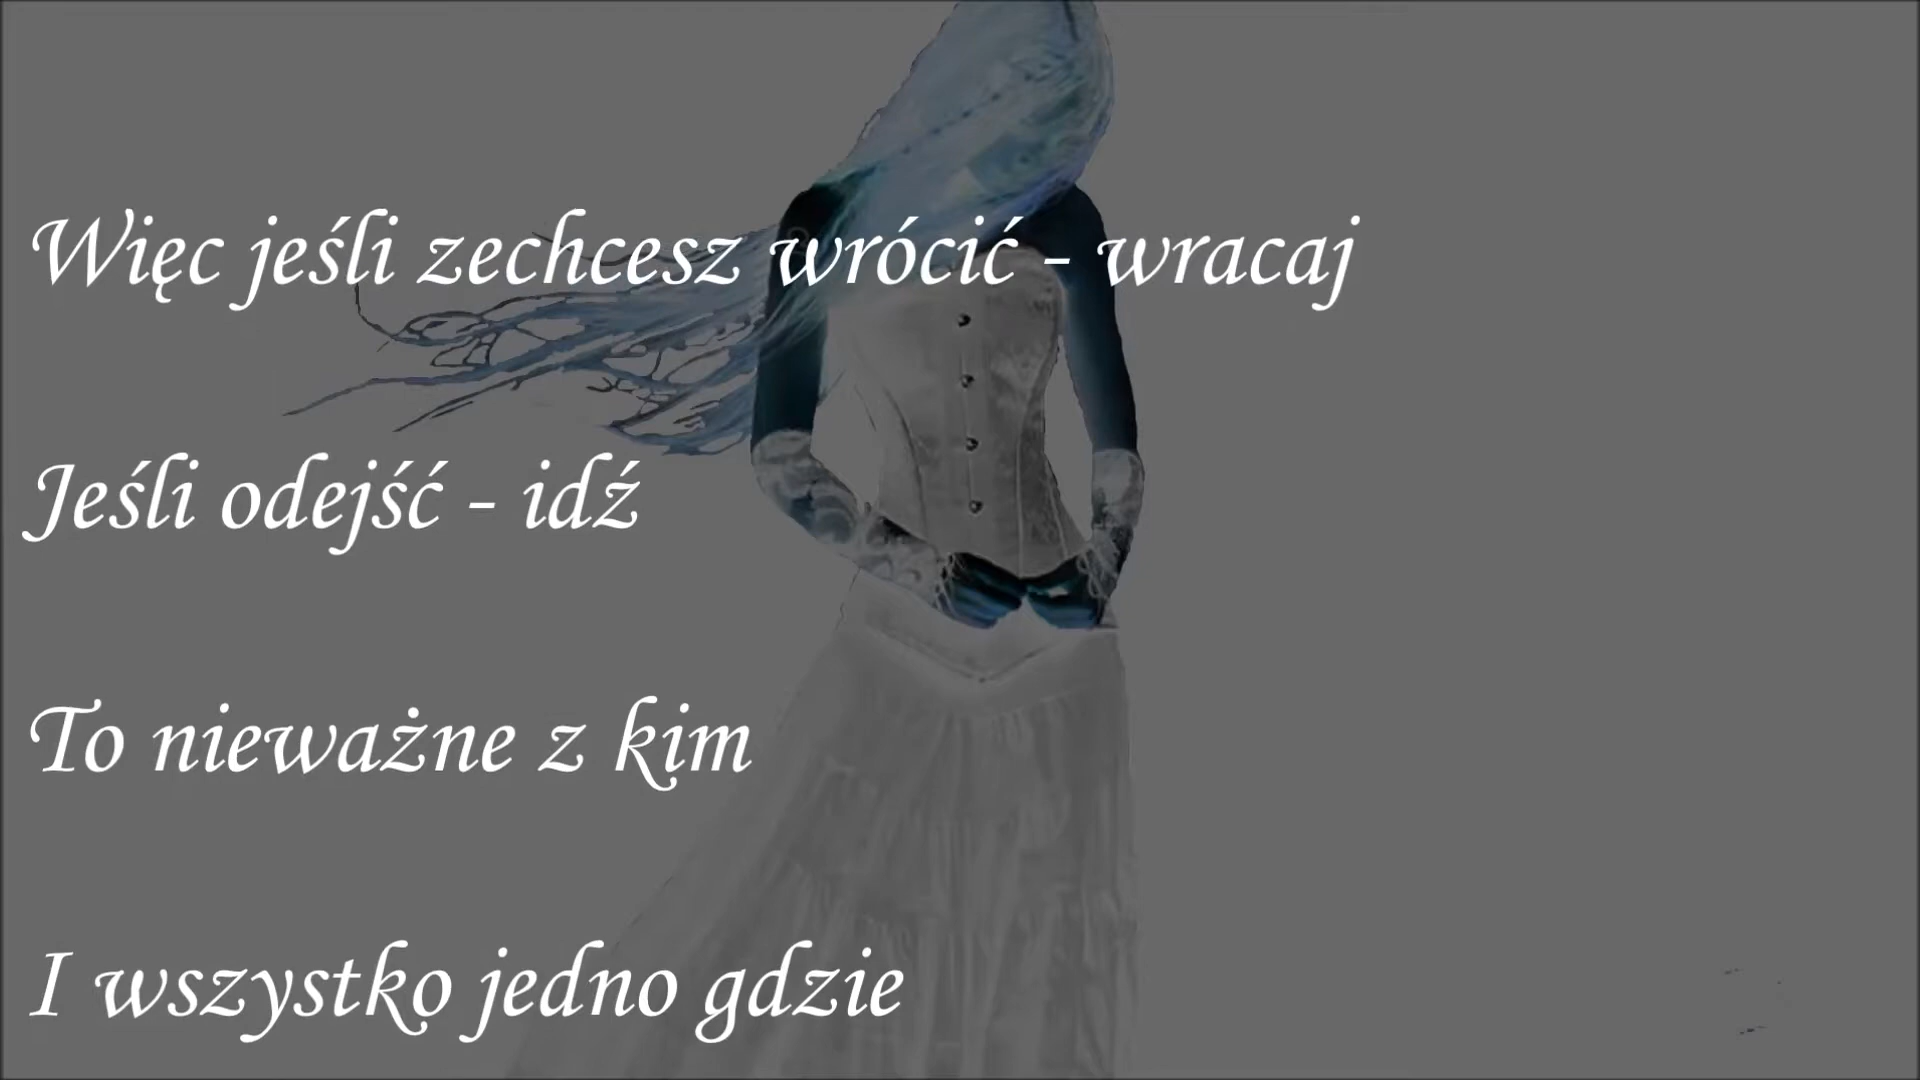 Więc jeśli zechcesz wrócić - wracaj
Jeśli odejść - idź
To nieważne z kim
I wszystko jedno gdzie